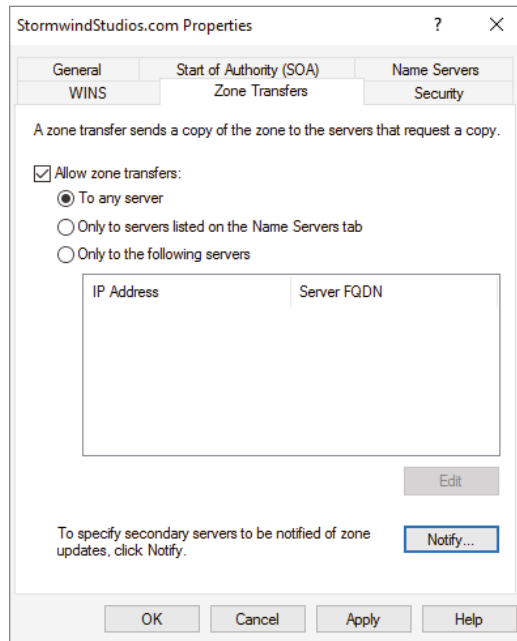 StormwindStudios.com Properties ? ×
General Start of Authority (SOA) Name Servers
WINS Zone Transfers Security
A zone transfer sends a copy of the zone to the servers that request a copy.
Allow zone transfers:
To any server
Only to servers listed on the Name Servers tab
Only to the following servers
IP Address Server FQDN
Edit
To specify secondary servers to be notified of zone
updates, click Notify.
Notify...
OK Cancel Apply Help